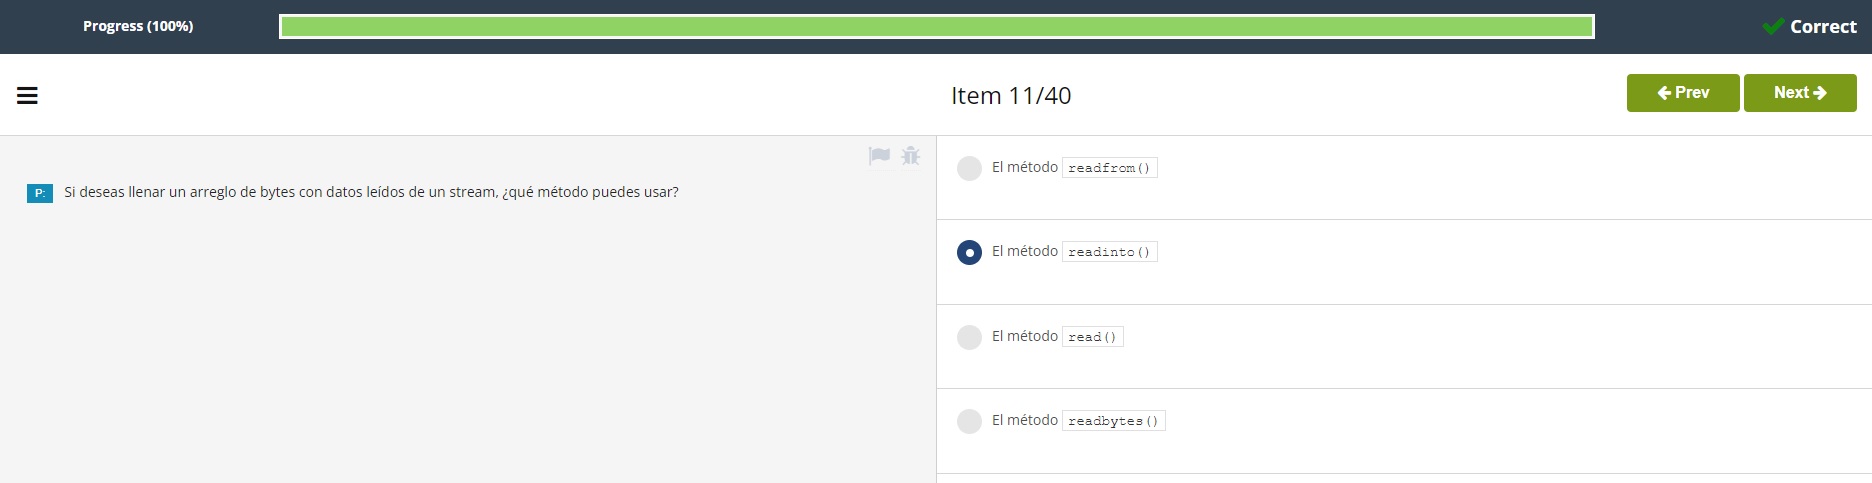 Progress (100%)
Correct
Item 11/40
Prev
Next
P: Si deseas llenar un arreglo de bytes con datos leídos de un stream, ¿qué método puedes usar?
El método readfrom()
El método readinto()
El método read()
El método readbytes()